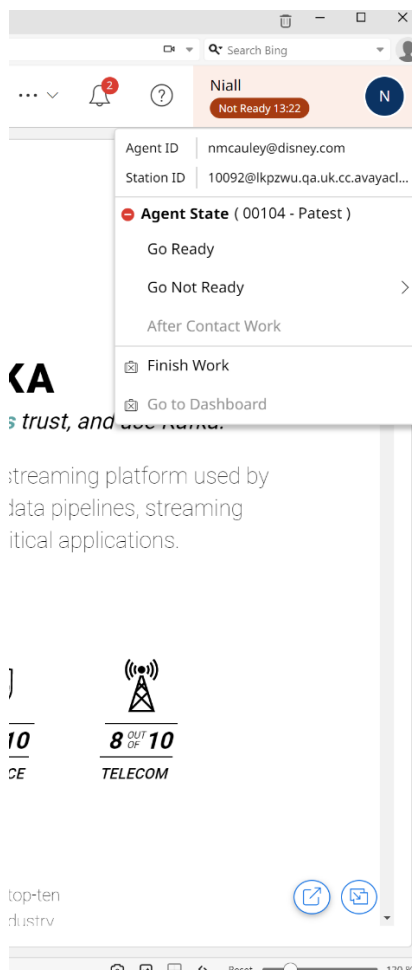 Search Bing
2
Niall
Not Ready 13:22
N
Agent ID nmcauley@disney.com
Station ID 10092@lkpzwu.qa.uk.cc.avayacl...
Agent State ( 00104 - Patest )
Go Ready
Go Not Ready
After Contact Work
Finish Work
Go to Dashboard
KA
s trust, and use Kafka.
streaming platform used by
data pipelines, streaming
itical applications.
10
8 OUT OF 10
CE
TELECOM
top-ten
dustry
Reset
120 %